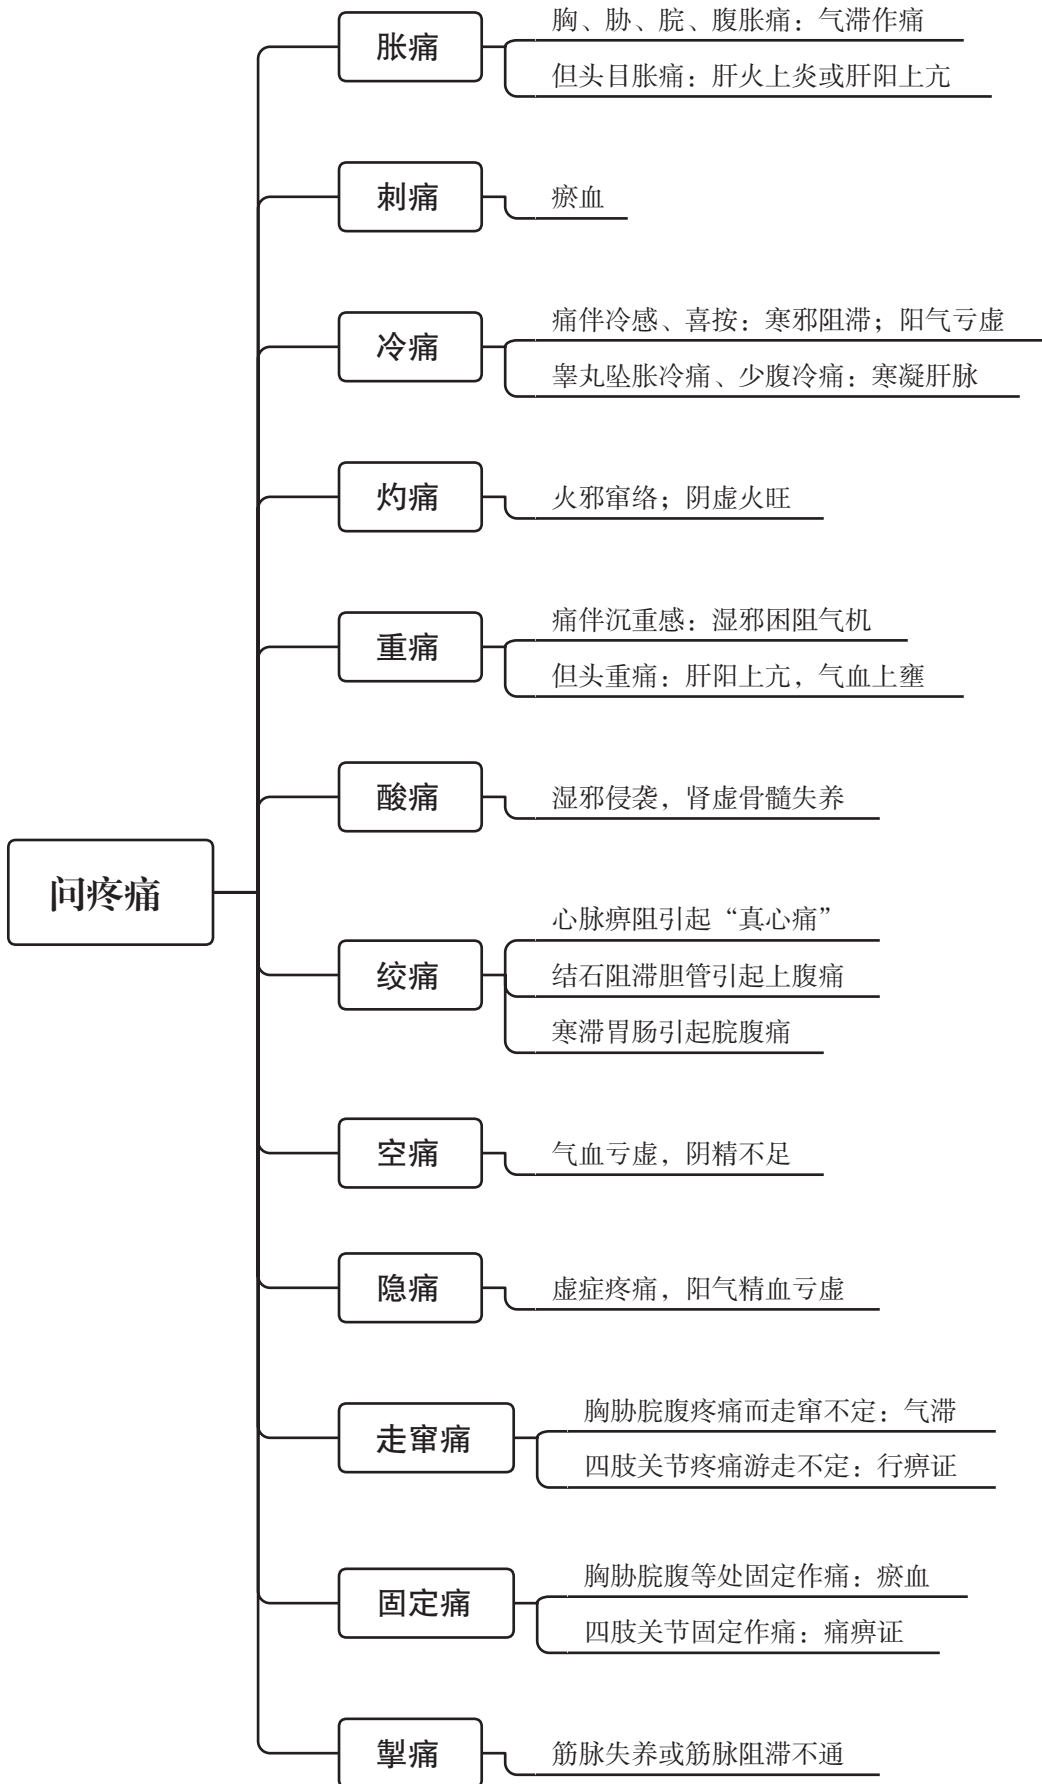 问疼痛
胀痛
胸、胁、脘、腹胀痛：气滞作痛
但头目胀痛：肝火上炎或肝阳上亢
刺痛
瘀血
冷痛
痛伴冷感、喜按：寒邪阻滞；阳气亏虚
睾丸坠胀冷痛、少腹冷痛：寒凝肝脉
灼痛
火邪窜络；阴虚火旺
重痛
痛伴沉重感：湿邪困阻气机
但头重痛：肝阳上亢，气血上壅
酸痛
湿邪侵袭，肾虚骨髓失养
绞痛
心脉痹阻引起“真心痛”
结石阻滞胆管引起上腹痛
寒滞胃肠引起脘腹痛
空痛
气血亏虚，阴精不足
隐痛
虚症疼痛，阳气精血亏虚
走窜痛
胸胁脘腹疼痛而走窜不定：气滞
四肢关节疼痛游走不定：行痹证
固定痛
胸胁脘腹等处固定作痛：瘀血
四肢关节固定作痛：痛痹证
掣痛
筋脉失养或筋脉阻滞不通